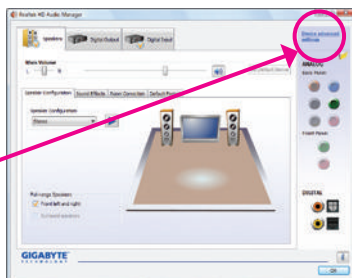 Realtek HD Audio Manager
Speakers
Digital Output
Digital Input
Device advanced
settings
Main Volume
L
R
ANALOG
Back Panel
Speaker Configuration
Sound Effects
Room Correction
Default Format
Speaker Configuration
Stereo
Front Panel
Full-range Speakers
Front left and right
Surround speakers
DIGITAL
GIGABYTE
TECHNOLOGY
OK